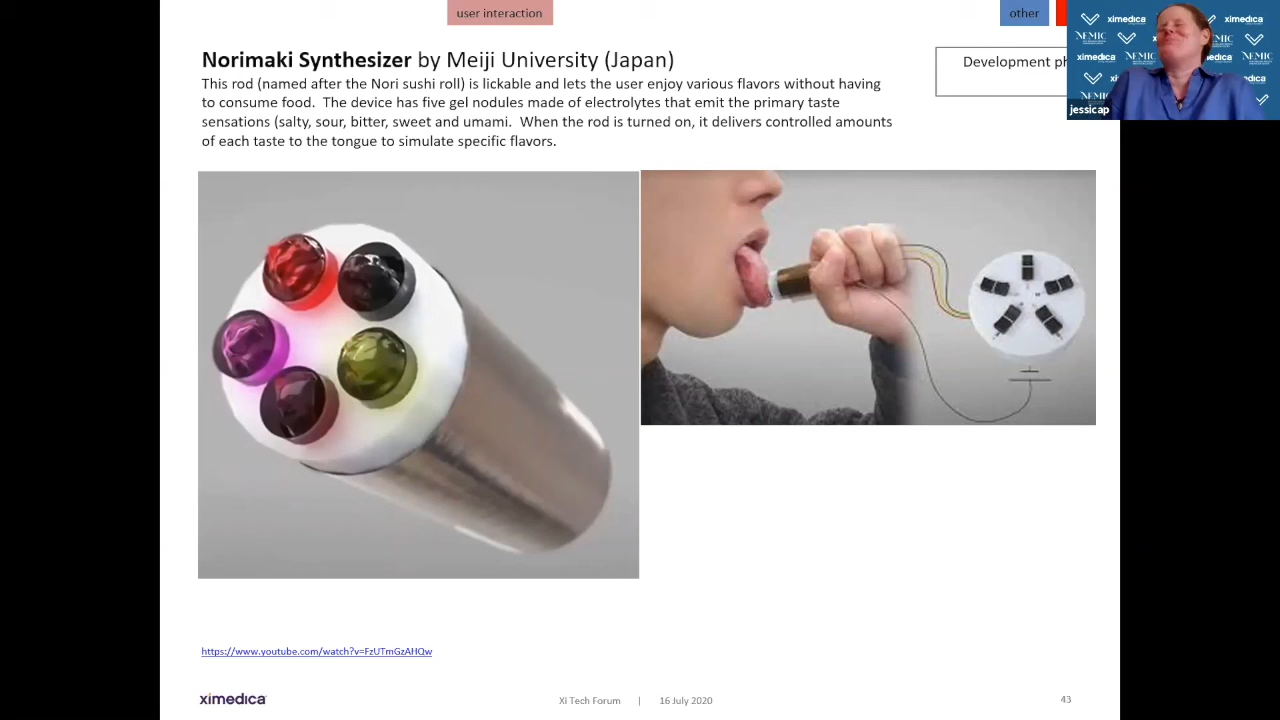 user interaction
other
Norimaki Synthesizer by Meiji University (Japan)
This rod (named after the Nori sushi roll) is lickable and lets the user enjoy various flavors without having
to consume food. The device has five gel nodules made of electrolytes that emit the primary taste
sensations (salty, sour, bitter, sweet and umami. When the rod is turned on, it delivers controlled amounts
of each taste to the tongue to simulate specific flavors.
Development ph
ximedica ximedica
NEMIC NEMIC
ximedica NEMIC
jessicap
https://www.youtube.com/watch?v=FzUTmGzAHQw
ximedica
Xi Tech Forum | 16 July 2020
43